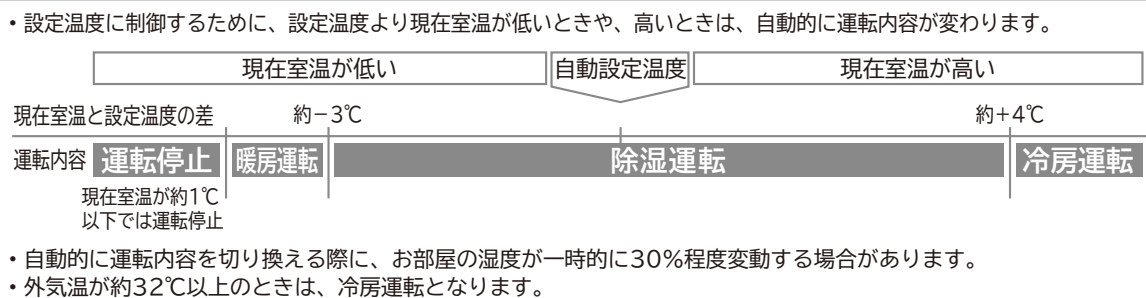 ・設定温度に制御するために、設定温度より現在室温が低いときや、高いときは、自動的に運転内容が変わります。
現在室温が低い 自動設定温度 現在室温が高い
現在室温と設定温度の差 約−3℃ 約+4℃
運転内容 運転停止 暖房運転 除湿運転 冷房運転
現在室温が約1℃
以下では運転停止
・自動的に運転内容を切り換える際に、お部屋の湿度が一時的に30%程度変動する場合があります。
・外気温が約32℃以上のときは、冷房運転となります。